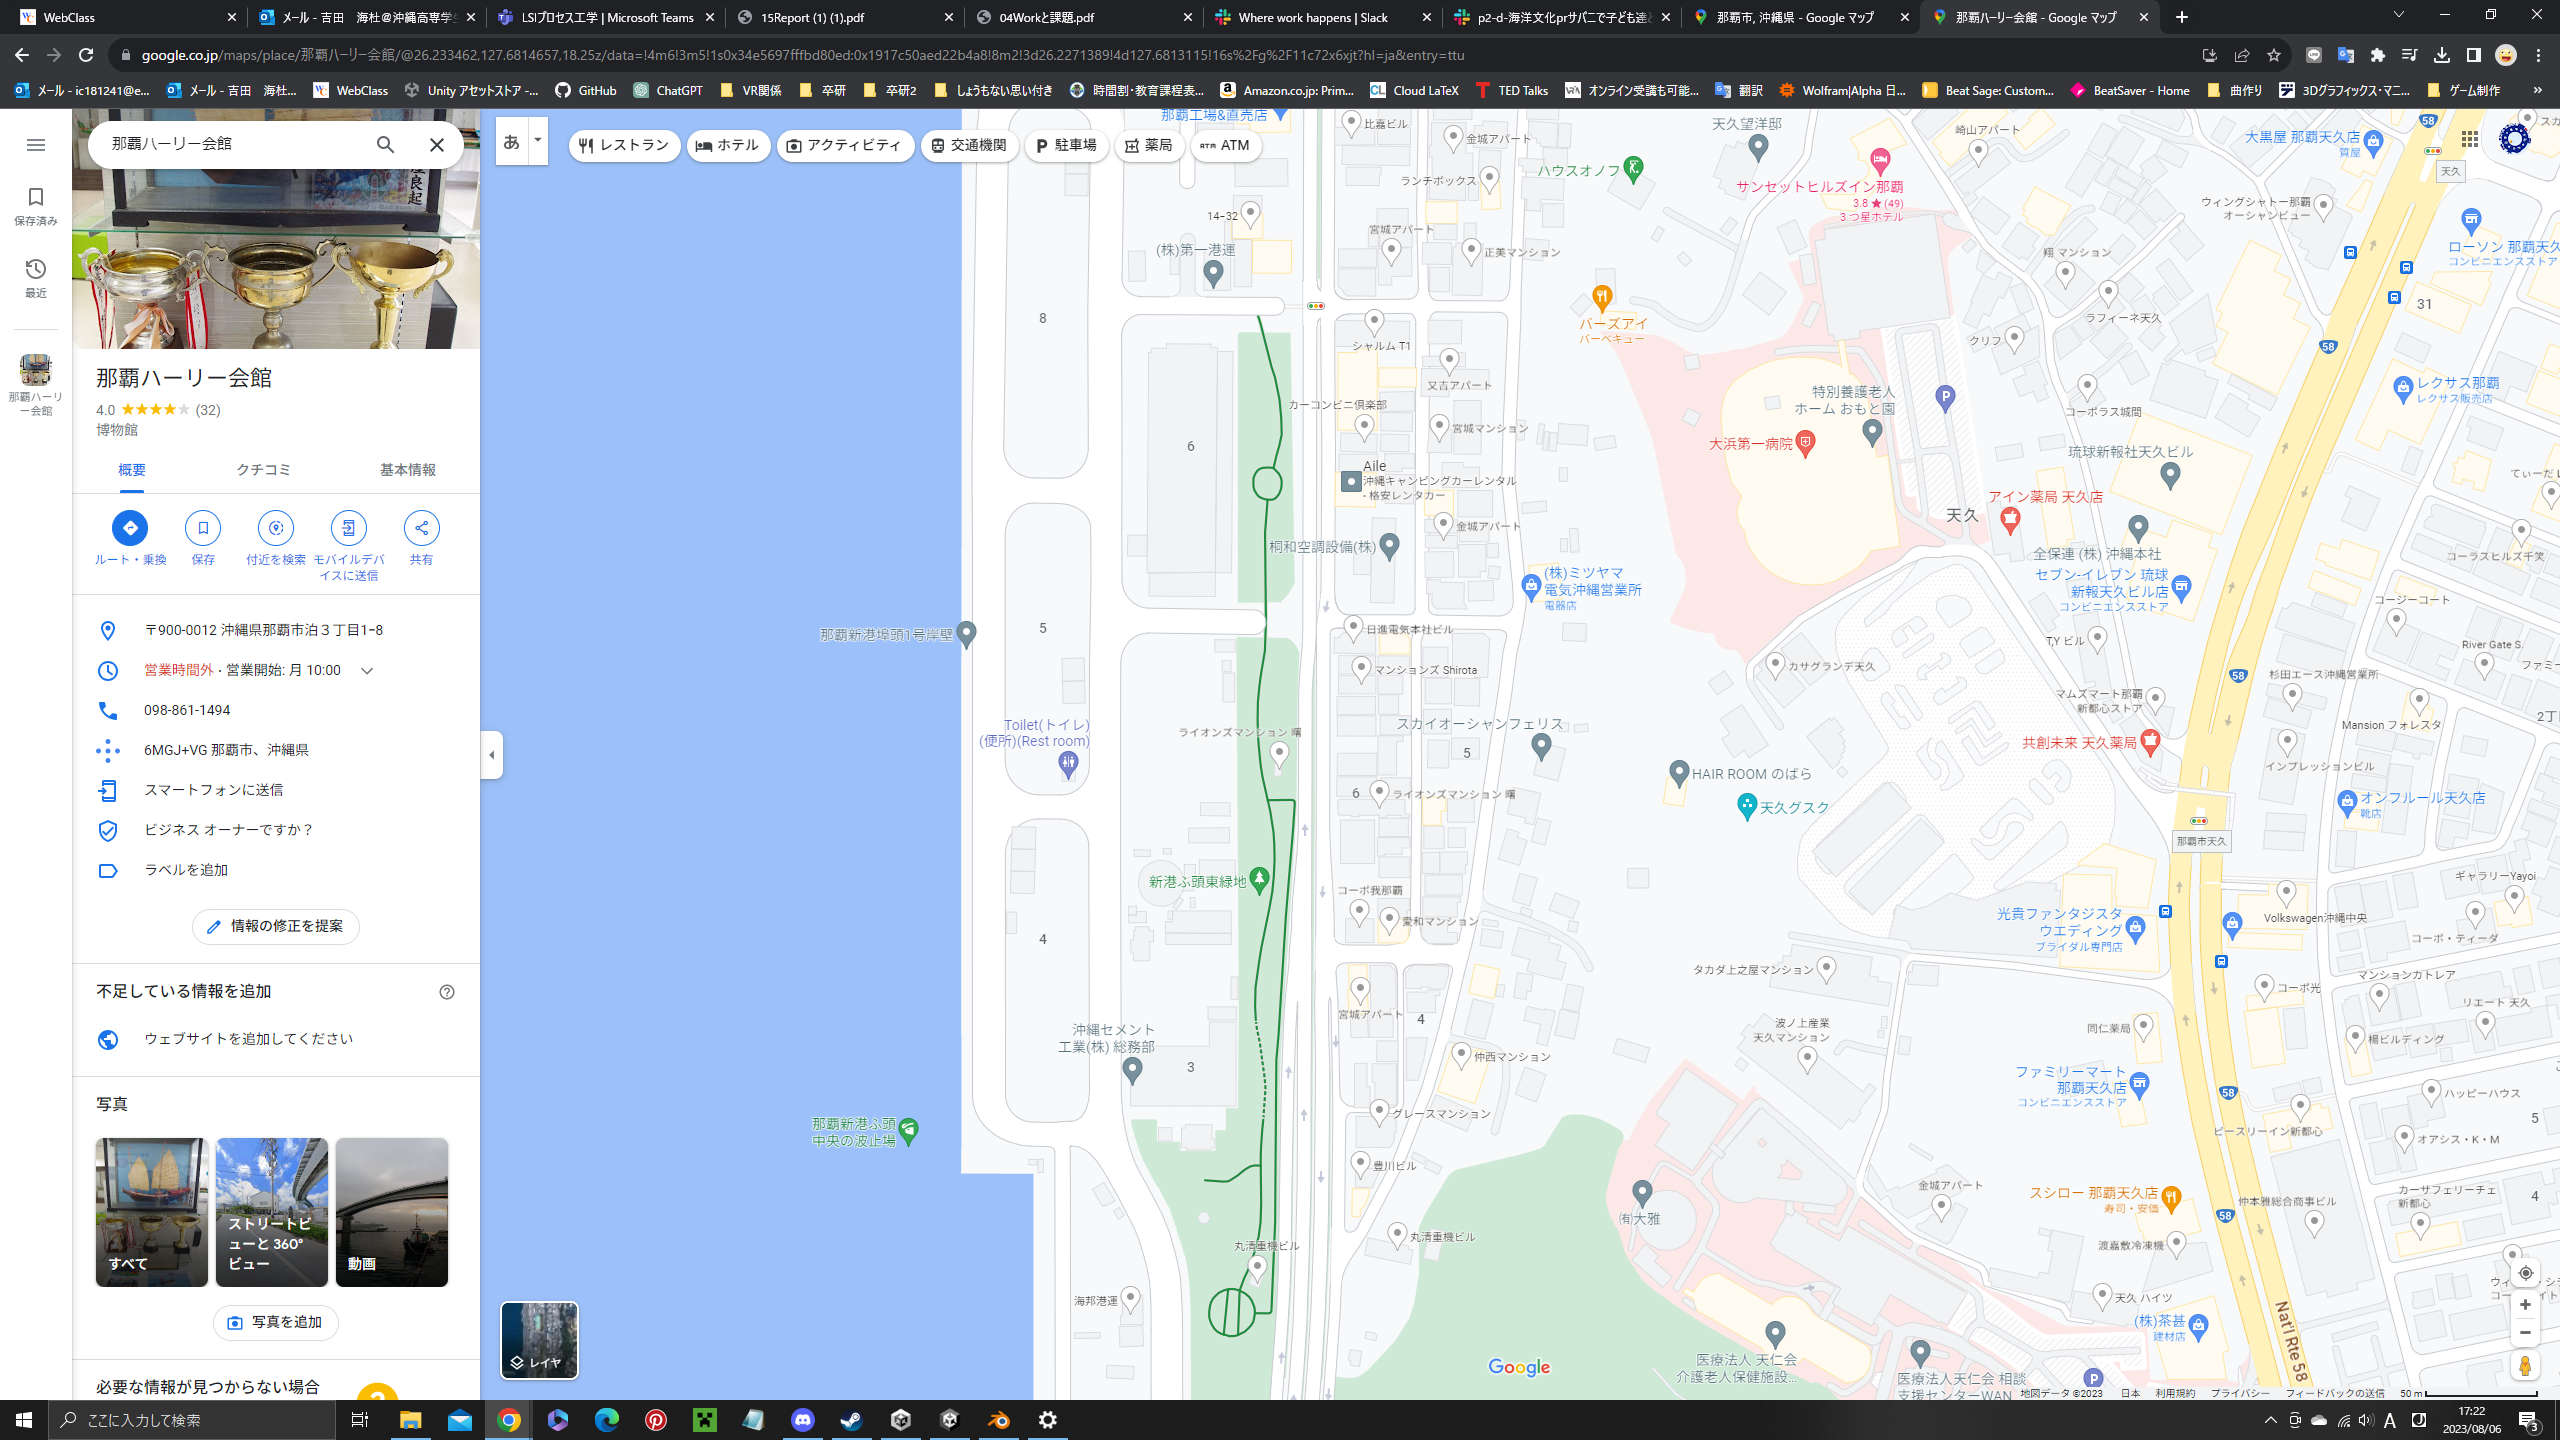 WebClass
メール - 吉田 海杜@沖縄高専学生
LSIプロセス工学 | Microsoft Teams
15Report (1) (1).pdf
04Workと課題.pdf
Where work happens | Slack
p2-d-海洋文化prサバニで子ども達と
那覇市, 沖縄県 - Google マップ
那覇ハーリー会館 - Google マップ
google.co.jp/maps/place/那覇ハーリー会館/@26.233462,127.6814657,18.25z/data=!4m6!3m5!1s0x34e5697fffbd80ed:0x1917c50aed22b4a8!8m2!3d26.2271389!4d127.6813115!16s%2Fg%2F11c72x6xjt?hl=ja&entry=ttu
メール - ic181241@e...
メール - 吉田 海杜...
WebClass
Unity アセットストア -...
GitHub
ChatGPT
VR関係
卒研
卒研2
しょうもない思い付き
時間割・教育課程表...
Amazon.co.jp: Prim...
Cloud LaTeX
TED Talks
オンライン受講も可能...
翻訳
Wolfram|Alpha 日...
Beat Sage: Custom...
BeatSaver - Home
曲作り
3Dグラフィックス・マニ...
ゲーム制作
那覇ハーリー会館
保存済み
最近
那覇ハーリー会館
那覇ハーリー会館
4.0 (32)
博物館
概要
クチコミ
基本情報
ルート・乗換
保存
付近を検索
モバイルデバイスに送信
共有
〒900-0012 沖縄県那覇市泊３丁目1−8
営業時間外 · 営業開始: 月 10:00
098-861-1494
6MGJ+VG 那覇市、沖縄県
スマートフォンに送信
ビジネス オーナーですか？
ラベルを追加
情報の修正を提案
不足している情報を追加
ウェブサイトを追加してください
写真
すべて
ストリートビューと 360° ビュー
動画
写真を追加
必要な情報が見つからない場合
あ
レストラン
ホテル
アクティビティ
交通機関
駐車場
薬局
ATM
那覇工場&直売店
比嘉ビル
金城アパート
天久望洋邸
崎山アパート
大黒屋 那覇天久店
質屋
58
天久
ランチボックス
ハウスオノフ
サンセットヒルズイン那覇
3.8 ★ (49)
3 つ星ホテル
ウィングシャトー那覇
オーシャンビュー
14−32
(株)第一港運
宮城アパート
正美マンション
翔 マンション
ローソン 那覇天久
コンビニエンスストア
8
シャルム T1
バーズアイ
バーベキュー
ラフィーネ天久
31
クリフ
58
又吉アパート
カーコンビニ倶楽部
特別養護老人
ホーム おもと園
レクサス那覇
レクサス販売店
コーポラス城間
6
宮城マンション
大浜第一病院
琉球新報社天久ビル
Aile
沖縄キャンピングカーレンタル
- 格安レンタカー
アイン薬局 天久店
天久
金城アパート
桐和空調設備(株)
全保連 (株) 沖縄本社
コーラスヒルズ千笑
(株)ミツヤマ
電気沖縄営業所
電器店
セブン-イレブン 琉球
新報天久ビル店
コンビニエンスストア
コージーコート
那覇新港埠頭1号岸壁
5
日進電気本社ビル
T.Y ビル
River Gate S.
マンションズ Shirota
カサグランデ天久
58
杉田エース沖縄営業所
マムズマート那覇
新都心ストア
Toilet(トイレ)
(便所)(Rest room)
ライオンズマンション 曙
スカイオーシャンフェリス
5
Mansion フォレスタ
共創未来 天久薬局
インプレッションビル
HAIR ROOM のばら
天久グスク
6
ライオンズマンション 曙
オンフルール天久店
靴店
那覇市天久
新港ふ頭東緑地
コーポ我那覇
愛和マンション
ギャラリーYayoi
光貴ファンタジスタ
ウエディング
ブライダル専門店
Volkswagen沖縄中央
コーポ・ティーダ
4
タカダ上之屋マンション
マンションカトレア
コーポ光
リエート 天久
沖縄セメント
工業(株) 総務部
宮城アパート
4
波ノ上産業
天久マンション
同仁薬局
楊ビルディング
3
仲西マンション
ファミリーマート
那覇天久店
コンビニエンスストア
58
ハッピーハウス
グレースマンション
那覇新港ふ頭
中央の波止場
ピースリーイン新都心
オアシス・K・M
5
豊川ビル
㈲大雅
金城アパート
スシロー 那覇天久店
寿司・安価
仲本雅総合商事ビル
カーサフェリーチェ
新都心
4
58
丸清重機ビル
丸清重機ビル
渡嘉敷冷凍機
海邦港運
天久 ハイツ
(株)茶甚
建材店
Nat'l Rte 58
医療法人 天仁会
介護老人保健施設...
医療法人天仁会 相談
支援センターWAN
レイヤ
Google
地図データ ©2023
日本
利用規約
プライバシー
フィードバックの送信
50 m
ここに入力して検索
A
17:22
2023/08/06
3